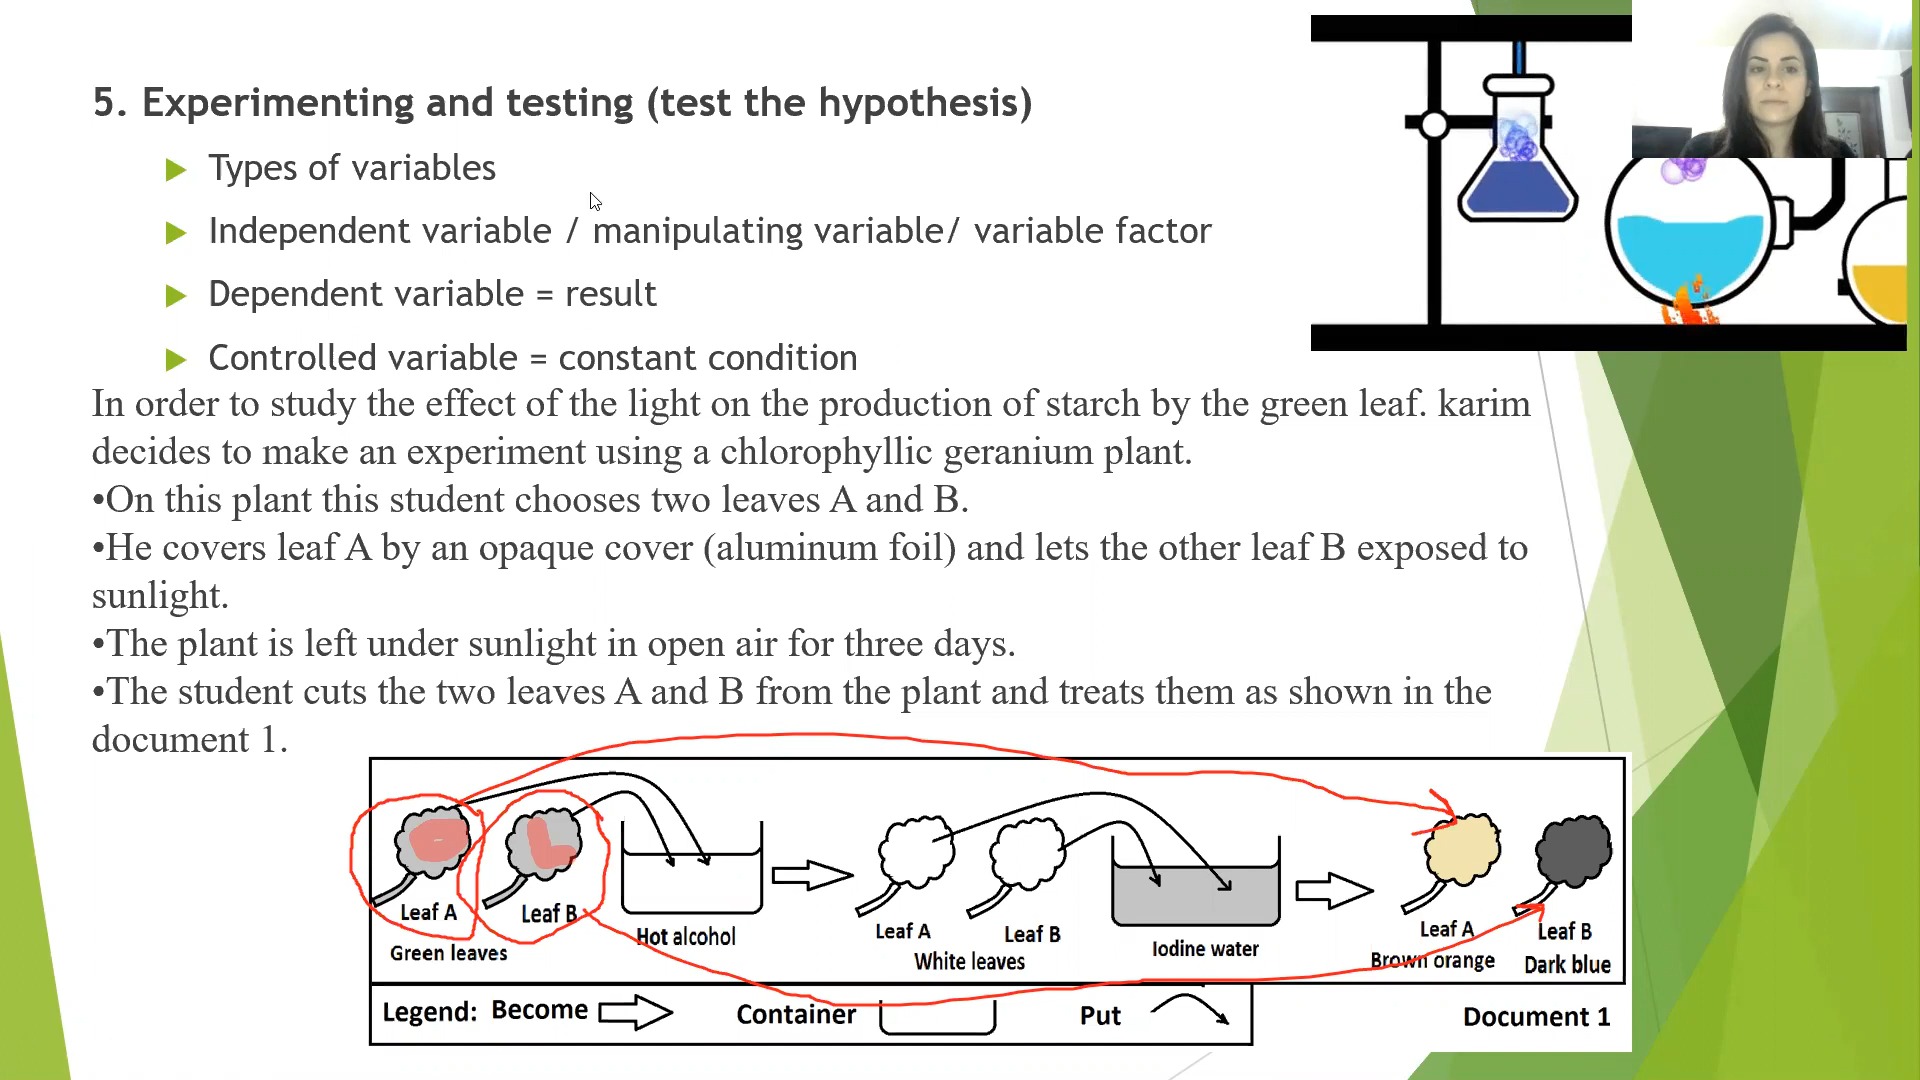 5. Experimenting and testing (test the hypothesis)
Types of variables
Independent variable / manipulating variable/ variable factor
Dependent variable = result
Controlled variable = constant condition
In order to study the effect of the light on the production of starch by the green leaf. karim
decides to make an experiment using a chlorophyllic geranium plant.
•On this plant this student chooses two leaves A and B.
•He covers leaf A by an opaque cover (aluminum foil) and lets the other leaf B exposed to
sunlight.
•The plant is left under sunlight in open air for three days.
•The student cuts the two leaves A and B from the plant and treats them as shown in the
document 1.
Leaf A
Leaf B
Green leaves
Hot alcohol
Leaf A
Leaf B
White leaves
Iodine water
Leaf A
Brown orange
Leaf B
Dark blue
Legend: Become
Container
Put
Document 1